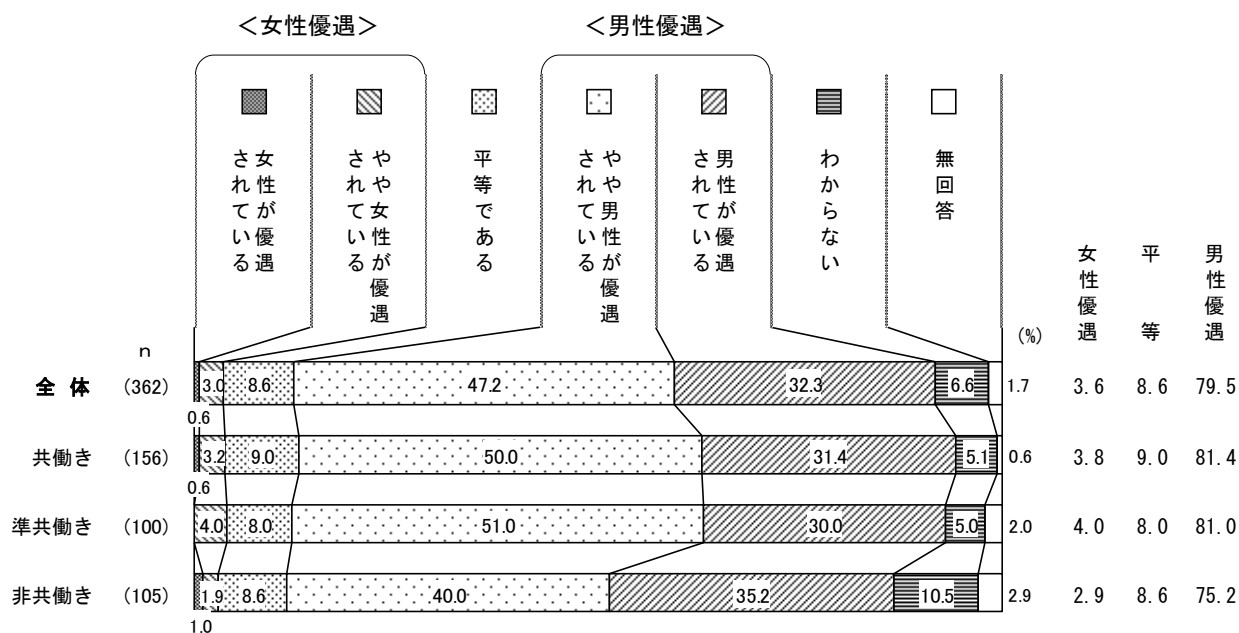 ＜女性優遇＞ ＜男性優遇＞
女性が優遇
されている
やや女性が優遇
されている
平等である
やや男性が優遇
されている
男性が優遇
されている
わからない
無回答
女性優遇
平等
男性優遇
n
(%)
全 体 (362) 3.0 8.6 47.2 32.3 6.6 1.7 3.6 8.6 79.5
0.6
共働き (156) 3.2 9.0 50.0 31.4 5.1 0.6 3.8 9.0 81.4
0.6
準共働き (100) 4.0 8.0 51.0 30.0 5.0 2.0 4.0 8.0 81.0
非共働き (105) 1.9 8.6 40.0 35.2 10.5 2.9 2.9 8.6 75.2
1.0